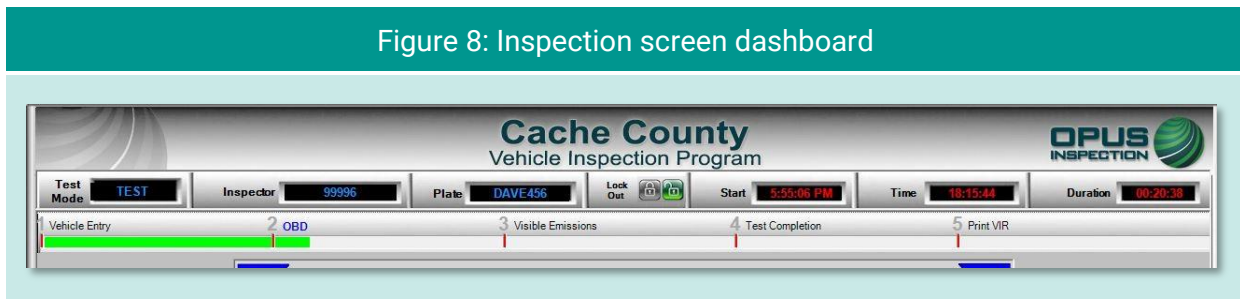 Figure 8: Inspection screen dashboard
Cache County
Vehicle Inspection Program
OPUS
INSPECTION
Test Mode TEST Inspector 99996 Plate DAVE456 Lock Out Start 5:55:06 PM Time 18:15:44 Duration 00:20:38
1 Vehicle Entry 2 OBD 3 Visible Emissions 4 Test Completion 5 Print VIR